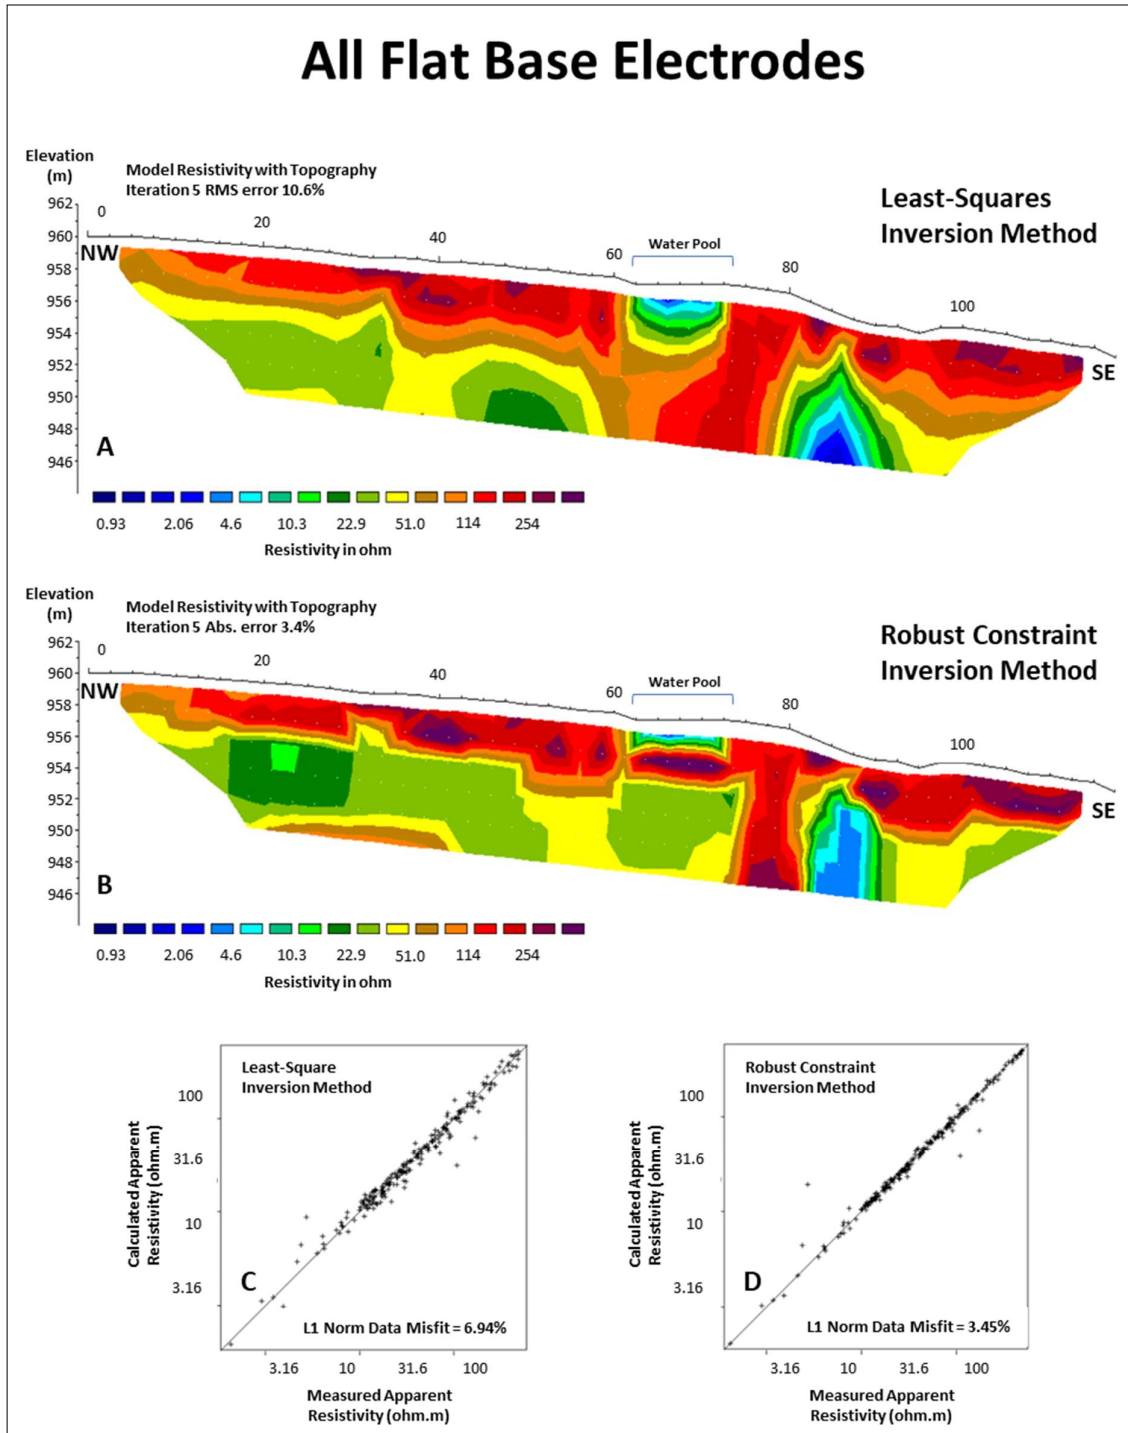 All Flat Base Electrodes
Elevation
(m)
Model Resistivity with Topography
Iteration 5 RMS error 10.6%
Least-Squares
Inversion Method
962
960
958
956
954
952
950
948
946
0
20
40
60
80
100
Water Pool
NW
SE
A
0.93 2.06 4.6 10.3 22.9 51.0 114 254
Resistivity in ohm
Elevation
(m)
Model Resistivity with Topography
Iteration 5 Abs. error 3.4%
Robust Constraint
Inversion Method
962
960
958
956
954
952
950
948
946
0
20
40
60
80
100
Water Pool
NW
SE
B
0.93 2.06 4.6 10.3 22.9 51.0 114 254
Resistivity in ohm
Least-Square
Inversion Method
Calculated Apparent
Resistivity (ohm.m)
100
31.6
10
3.16
C
L1 Norm Data Misfit = 6.94%
3.16 10 31.6 100
Measured Apparent
Resistivity (ohm.m)
Robust Constraint
Inversion Method
Calculated Apparent
Resistivity (ohm.m)
100
31.6
10
3.16
D
L1 Norm Data Misfit = 3.45%
3.16 10 31.6 100
Measured Apparent
Resistivity (ohm.m)